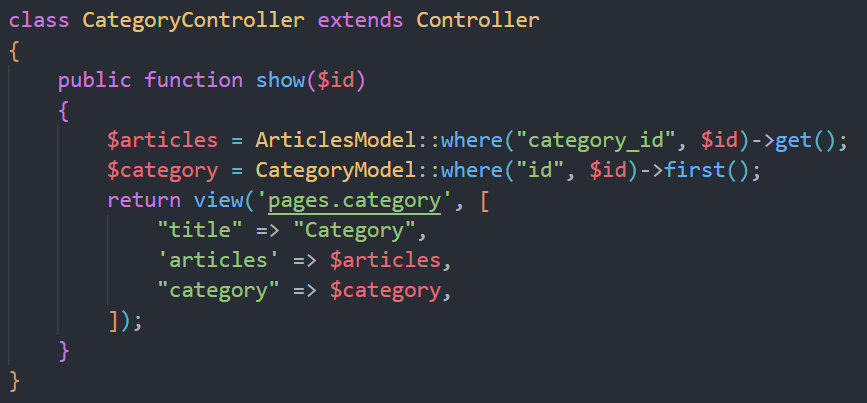 class CategoryController extends Controller
{
    public function show($id)
    {
        $articles = ArticlesModel::where("category_id", $id)->get();
        $category = CategoryModel::where("id", $id)->first();
        return view('pages.category', [
            "title" => "Category",
            'articles' => $articles,
            "category" => $category,
        ]);
    }
}